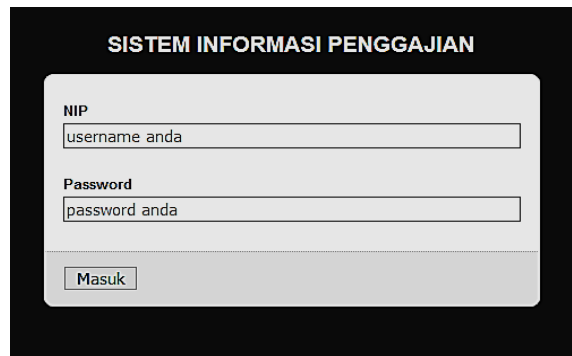 SISTEM INFORMASI PENGGAJIAN
NIP
username anda
Password
password anda
Masuk